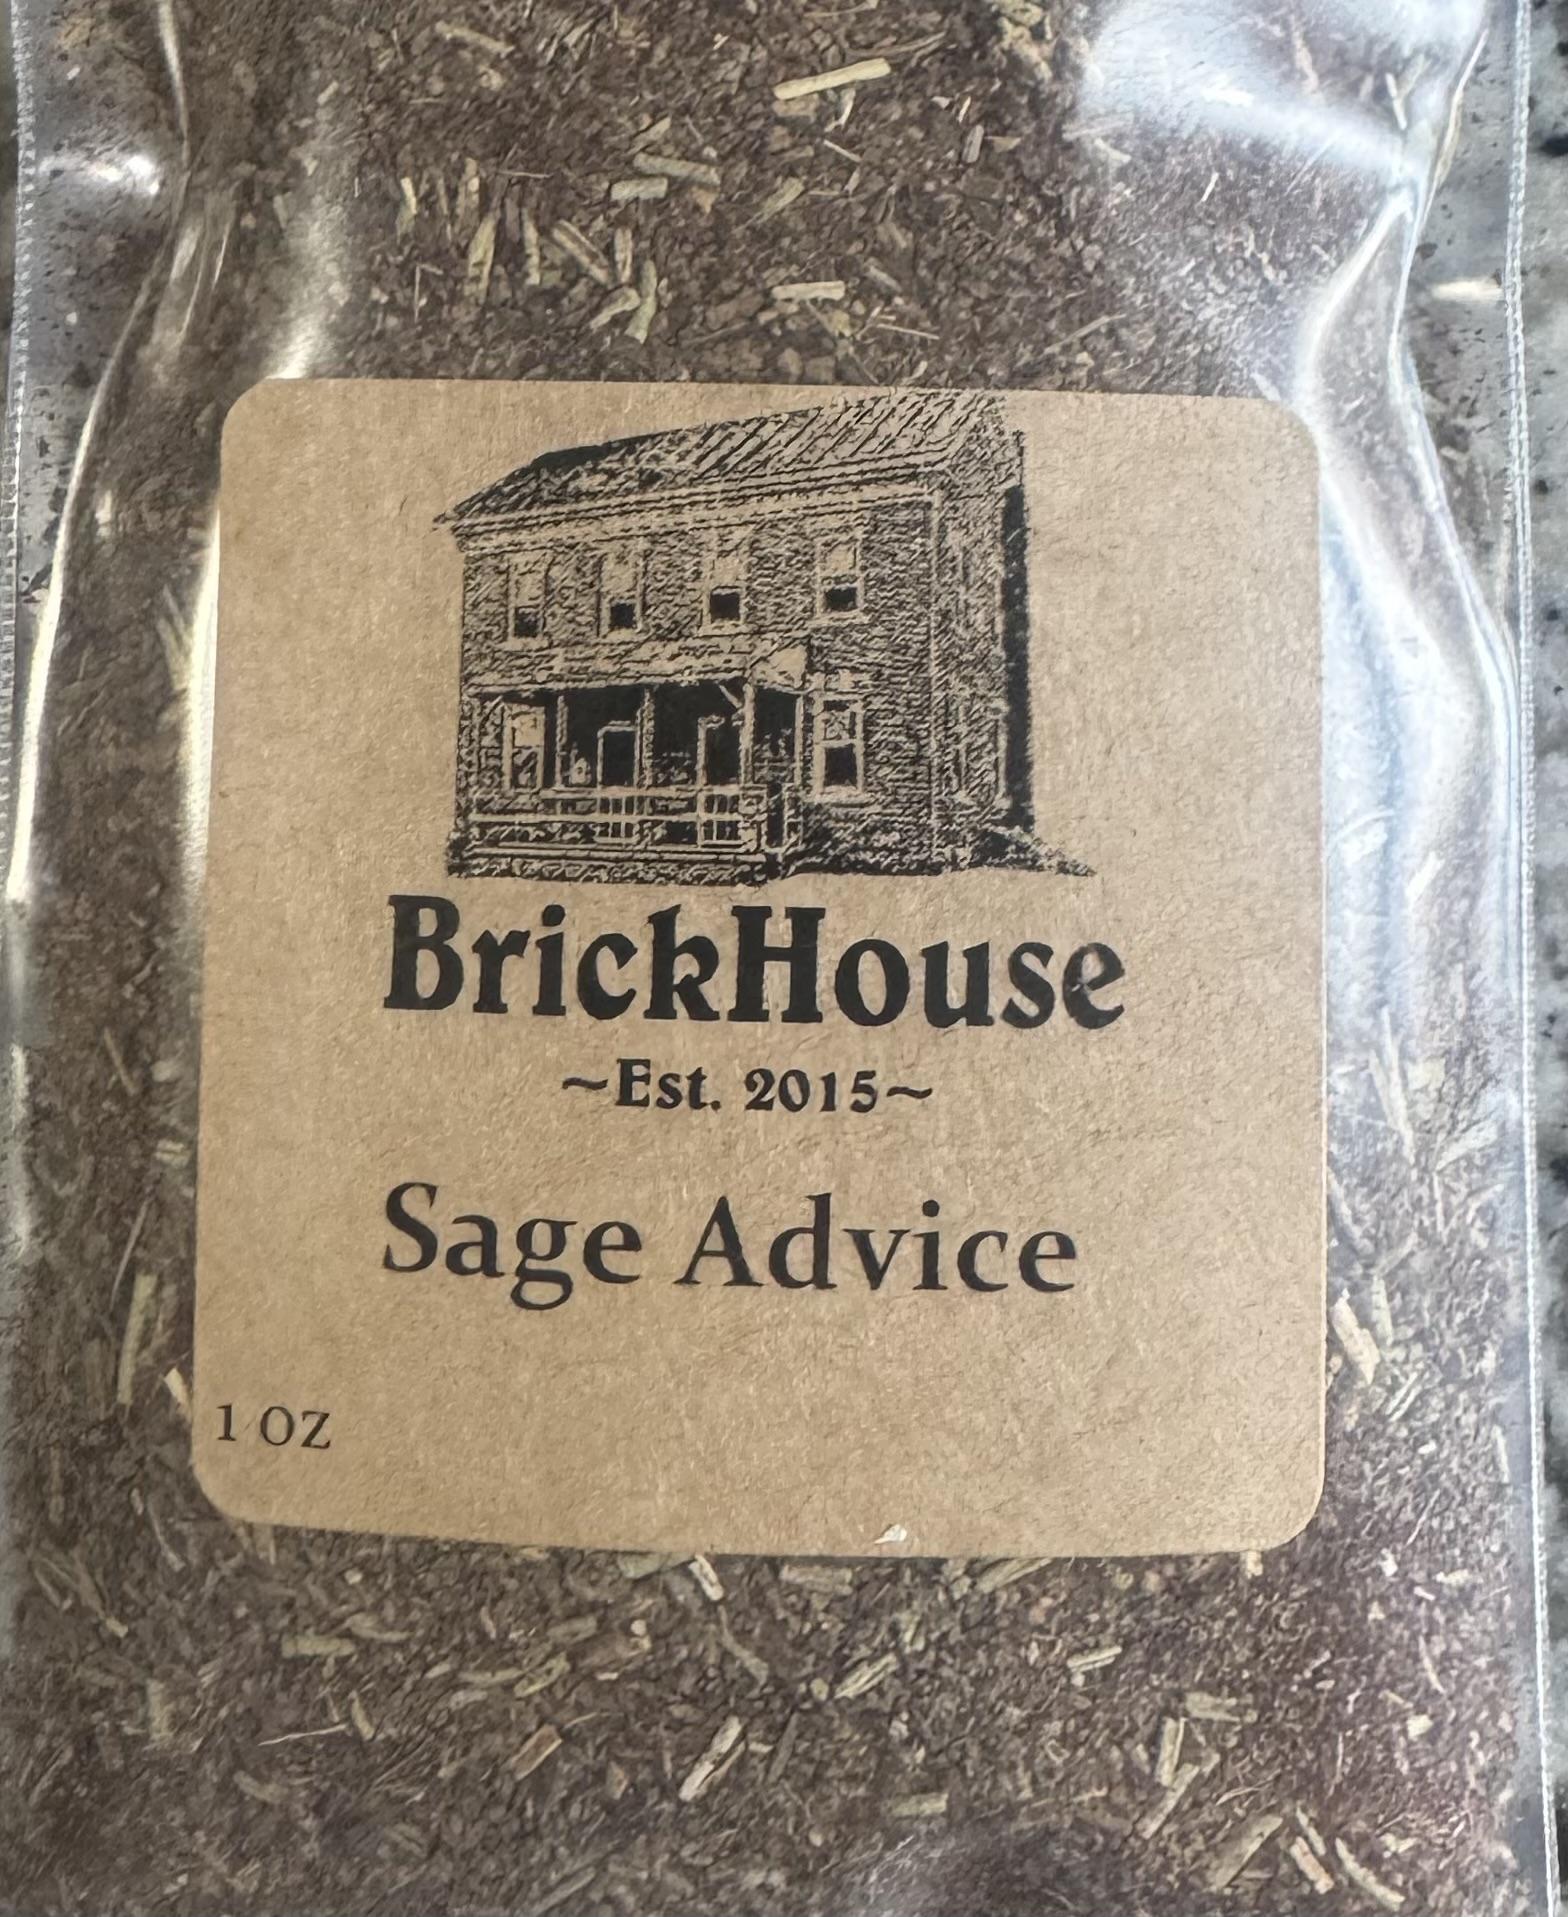 BrickHouse
~Est. 2015~
Sage Advice
1 OZ